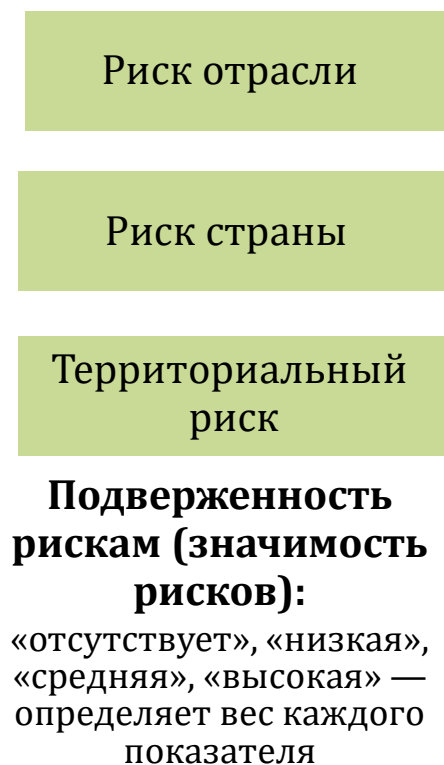 Риск отрасли
Риск страны
Территориальный
риск
Подверженность
рискам (значимость
рисков):
«отсутствует», «низкая»,
«средняя», «высокая» —
определяет вес каждого
показателя